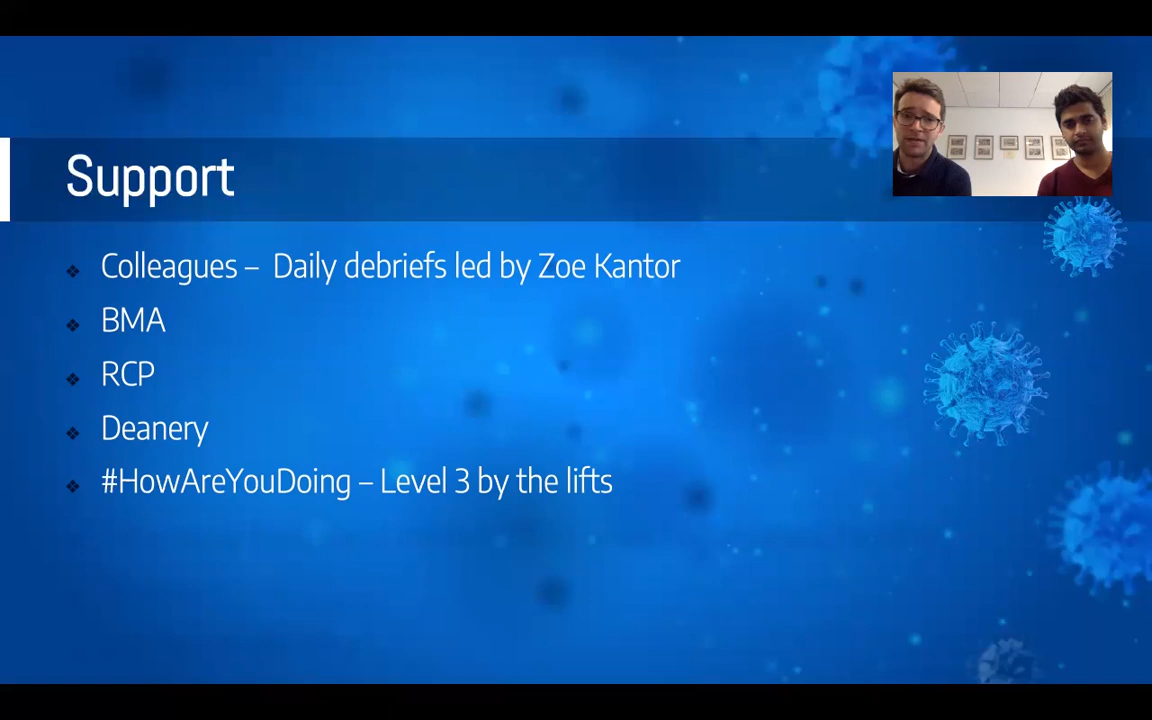 Support
Colleagues – Daily debriefs led by Zoe Kantor
BMA
RCP
Deanery
#HowAreYouDoing – Level 3 by the lifts